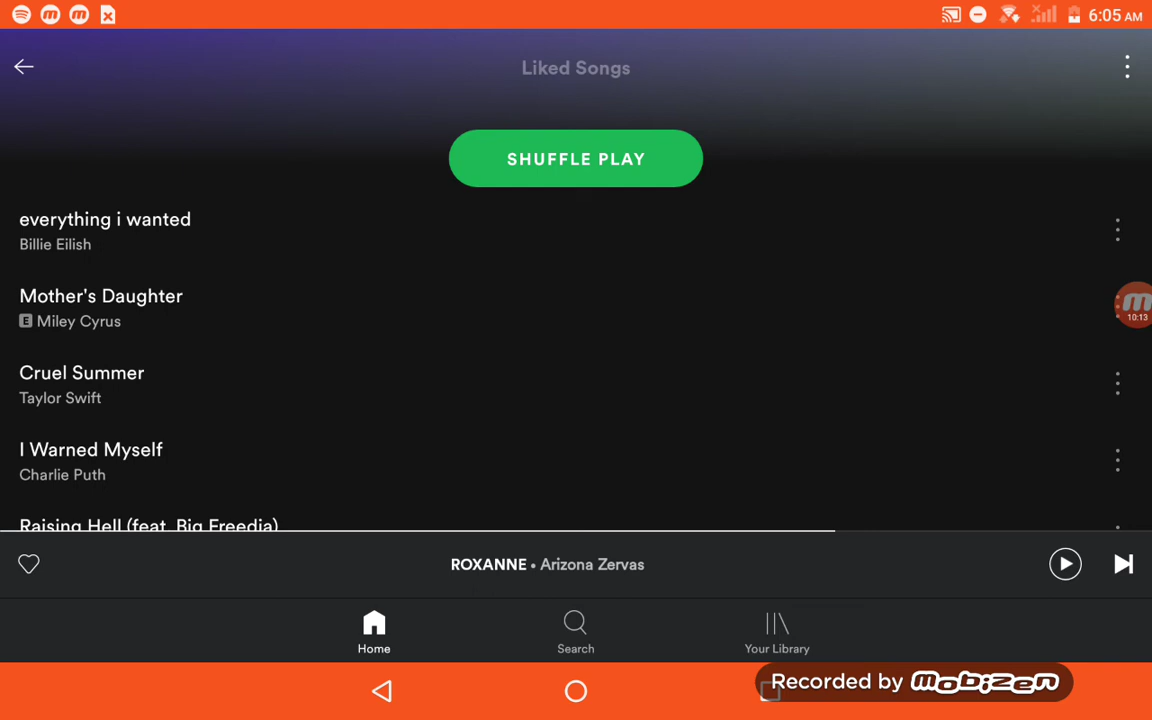 6:05 AM
Liked Songs
SHUFFLE PLAY
everything i wanted
Billie Eilish
Mother's Daughter
E Miley Cyrus
10:13
Cruel Summer
Taylor Swift
I Warned Myself
Charlie Puth
Raising Hell (feat. Big Freedia)
ROXANNE • Arizona Zervas
Home
Search
Your Library
Recorded by mobizen